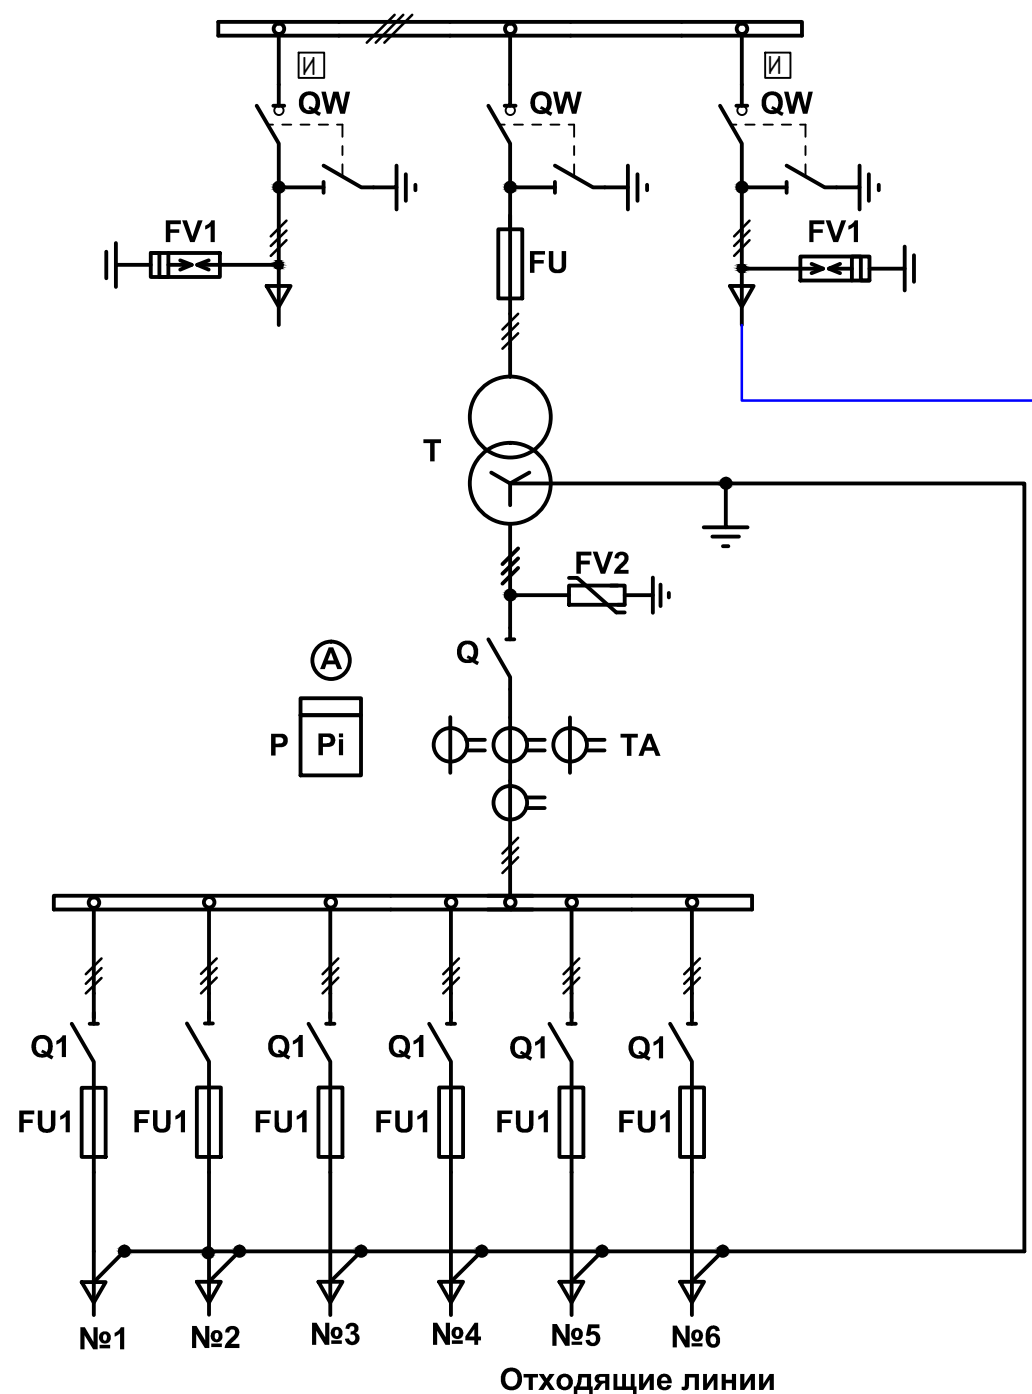 И И
QW QW QW
FV1 FV1
FU
T
FV2
A
Q
P Pi TA
Q1 Q1 Q1 Q1 Q1
FU1 FU1 FU1 FU1 FU1 FU1
№1 №2 №3 №4 №5 №6
Отходящие линии